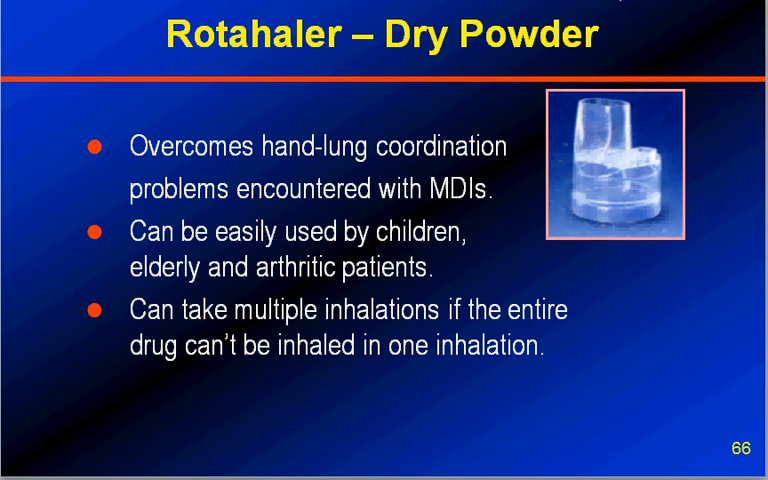 Rotahaler – Dry Powder
Overcomes hand-lung coordination
problems encountered with MDIs.
Can be easily used by children,
elderly and arthritic patients.
Can take multiple inhalations if the entire
drug can’t be inhaled in one inhalation.
66